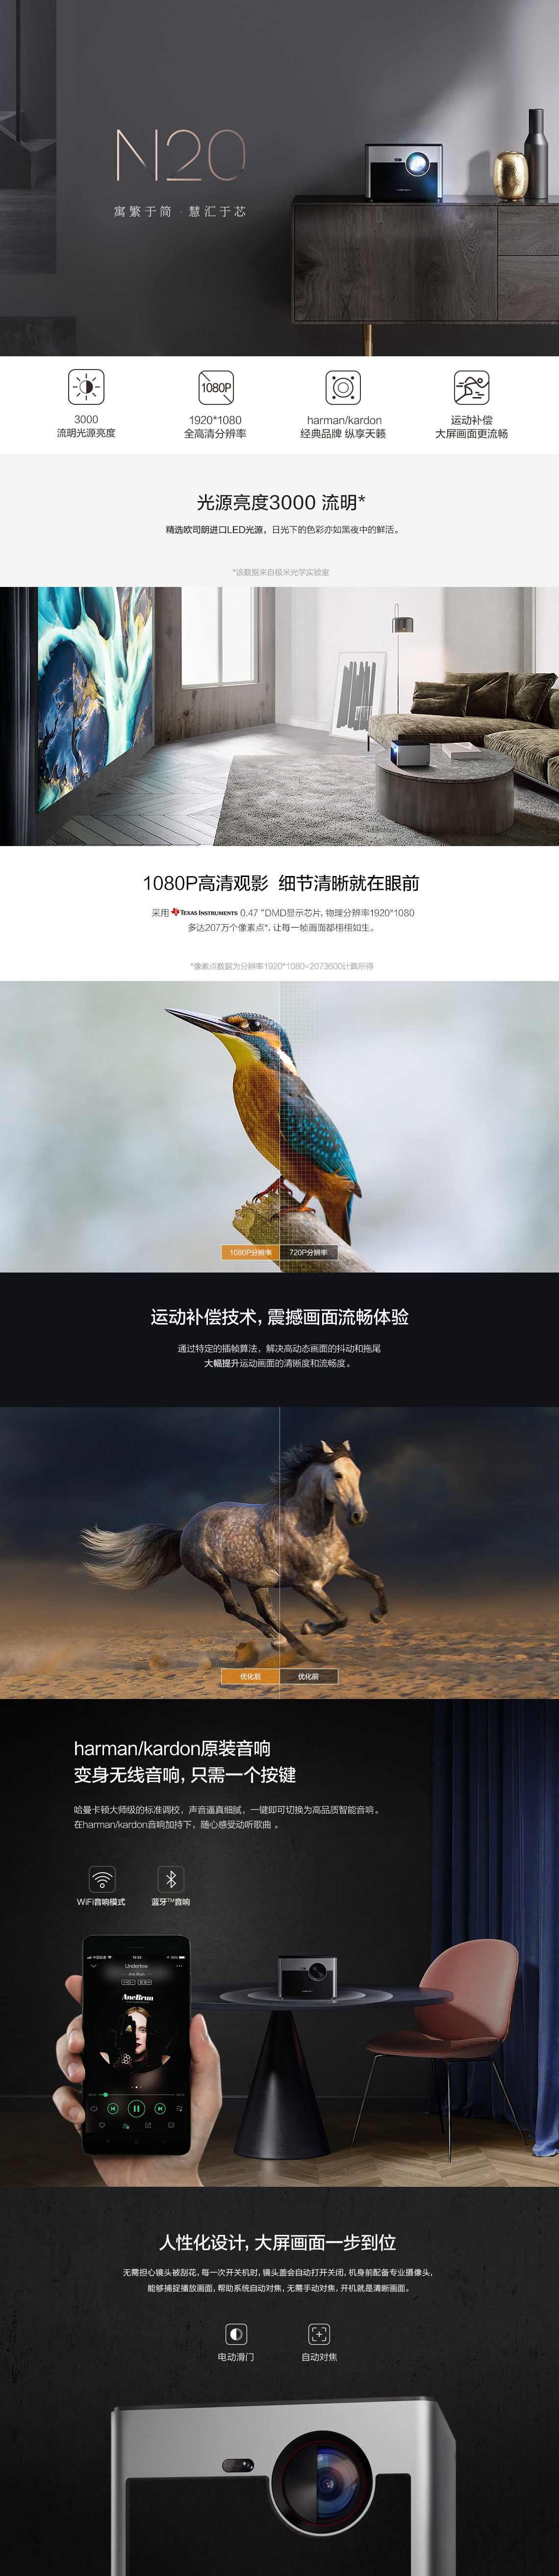 N20
寓繁于简 · 慧汇于芯
1080P
3000
流明光源亮度
1920*1080
全高清分辨率
harman/kardon
经典品牌 纵享天籁
运动补偿
大屏画面更流畅
光源亮度3000 流明*
精选欧司朗进口LED光源，日光下的色彩亦如黑夜中的鲜活。
*该数据来自极米光学实验室
1080P高清观影 细节清晰就在眼前
采用 TEXAS INSTRUMENTS 0.47 “DMD显示芯片, 物理分辨率1920*1080
多达207万个像素点*, 让每一帧画面都栩栩如生。
*像素点数据为分辨率1920*1080=2073600计算所得
1080P分辨率 720P分辨率
运动补偿技术, 震撼画面流畅体验
通过特定的插帧算法，解决高动态画面的抖动和拖尾
大幅提升运动画面的清晰度和流畅度。
优化后 优化前
harman/kardon原装音响
变身无线音响, 只需一个按键
哈曼卡顿大师级的标准调校，声音逼真细腻，一键即可切换为高品质智能音响。
在harman/kardon音响加持下，随心感受动听歌曲 。
WiFi音响模式 蓝牙™音响
Undertow
Ane Brun
AneBrun
人性化设计, 大屏画面一步到位
无需担心镜头被刮花, 每一次开关机时, 镜头盖会自动打开关闭, 机身前配备专业摄像头,
能够捕捉播放画面, 帮助系统自动对焦, 无需手动对焦, 开机就是清晰画面。
电动滑门 自动对焦